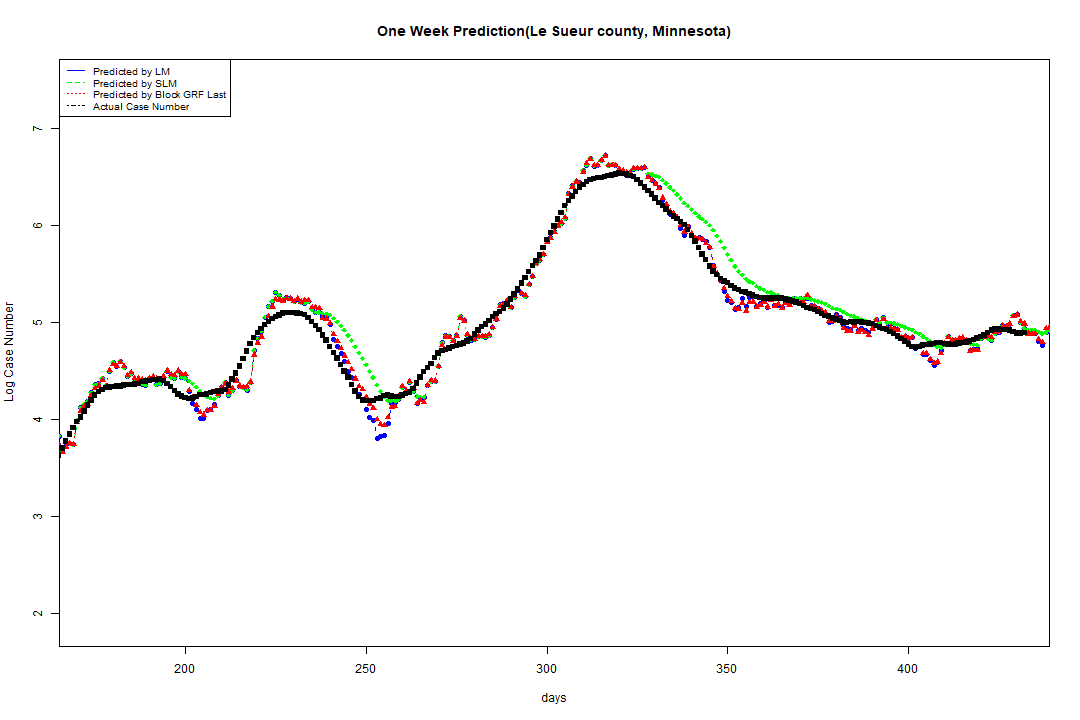 One Week Prediction(Le Sueur county, Minnesota)
Predicted by LM
Predicted by SLM
Predicted by Block GRF Last
Actual Case Number
7
6
5
4
3
2
Log Case Number
200 250 300 350 400
days